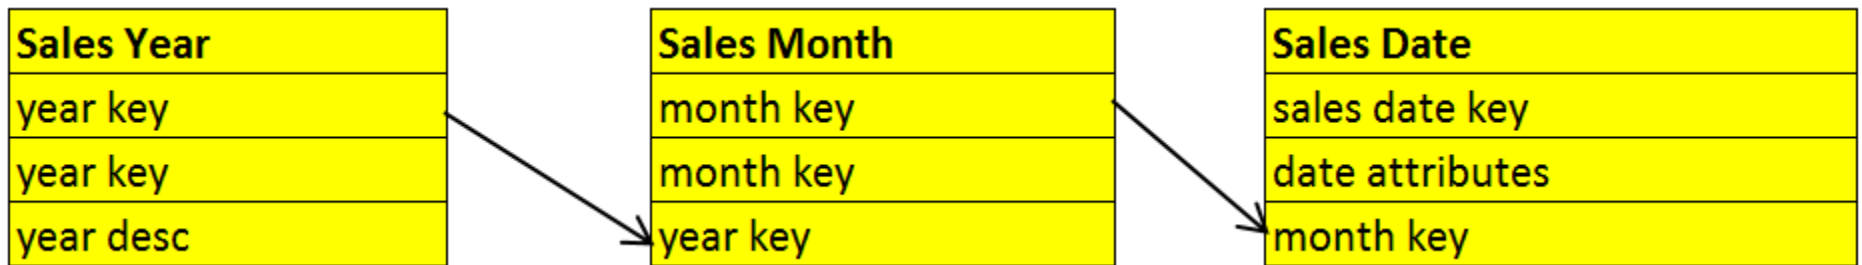 Sales Year
year key
year key
year desc
Sales Month
month key
month key
year key
Sales Date
sales date key
date attributes
month key